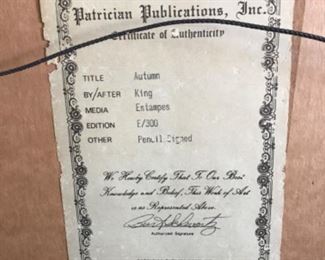 Patrician Publications, Inc.
Certificate of Authenticity
TITLE Autumn
BY/AFTER King
MEDIA Estampes
EDITION E/300
OTHER Pencil Signed
We Hereby Certify That To Our Best
Knowledge and Belief, This Work of Art
is as Represented Above.
Authorized Signature